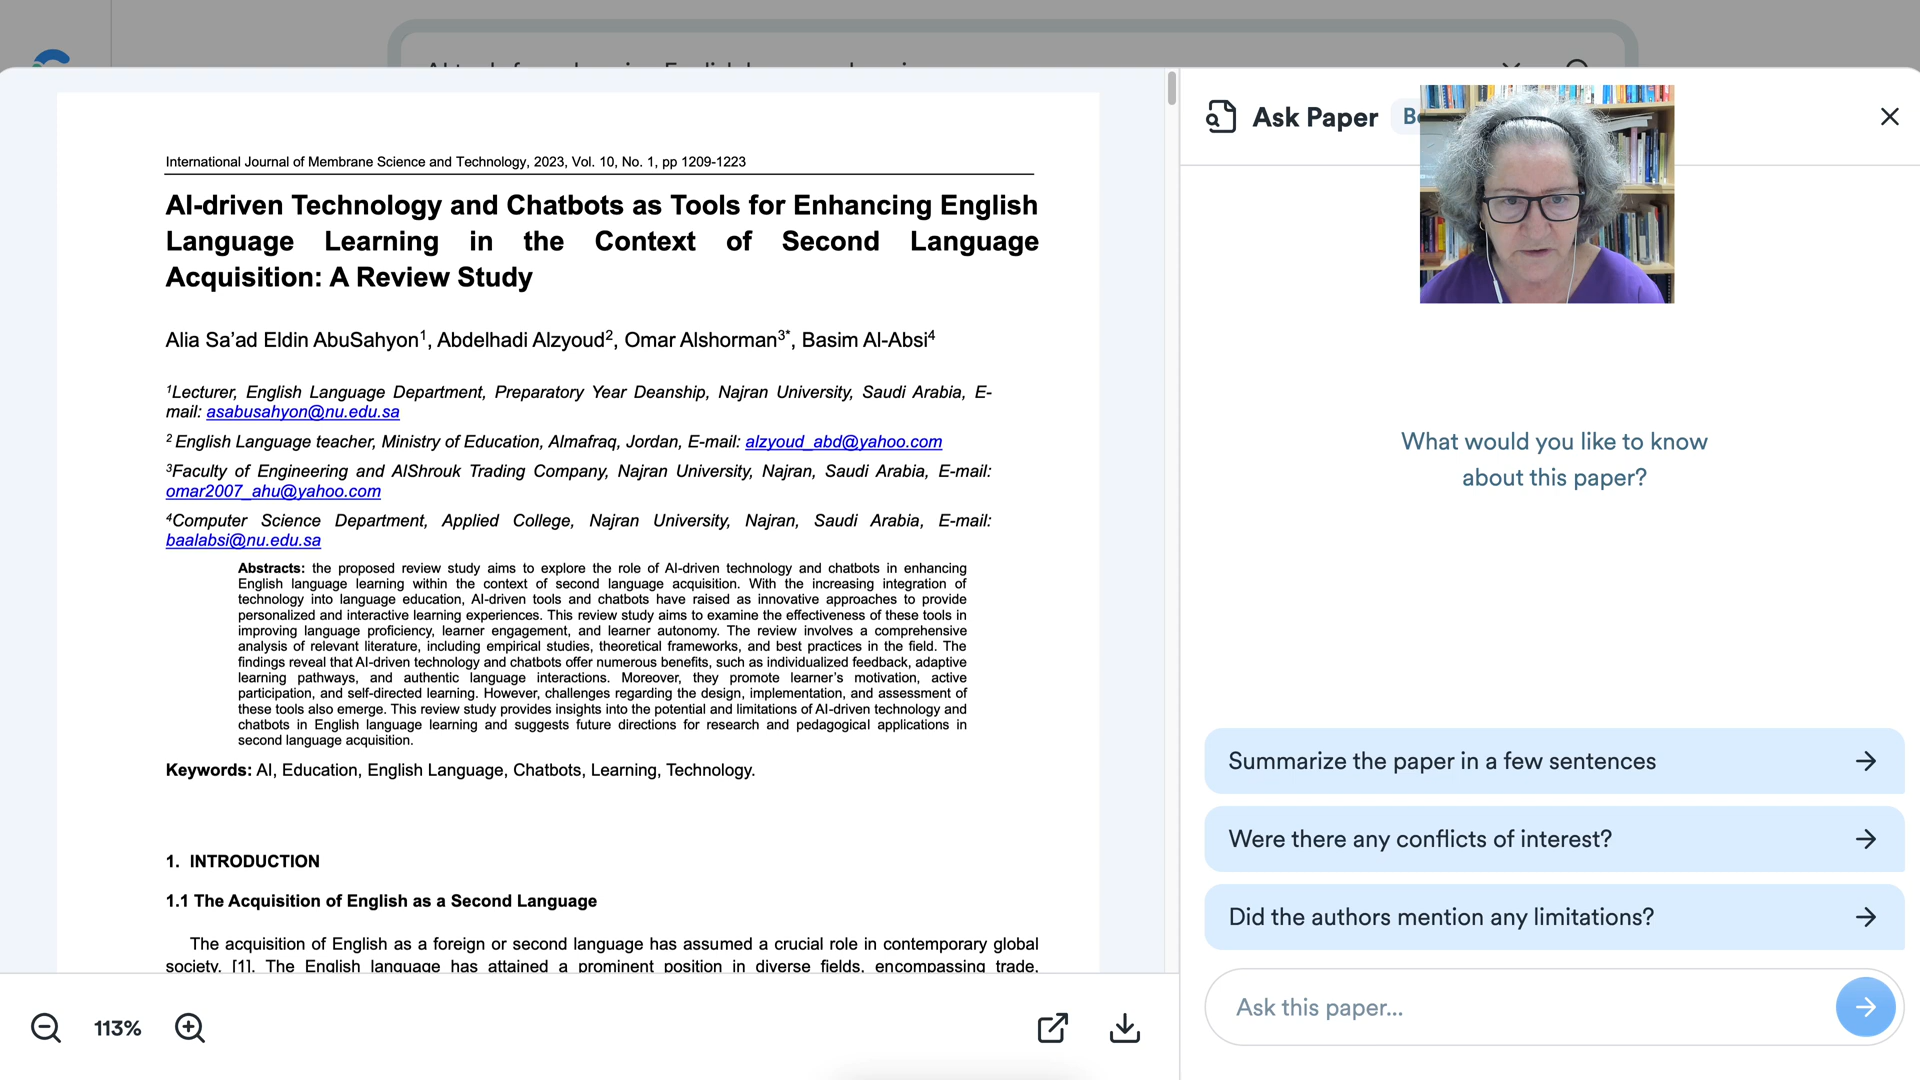 International Journal of Membrane Science and Technology, 2023, Vol. 10, No. 1, pp 1209-1223
AI-driven Technology and Chatbots as Tools for Enhancing English
Language Learning in the Context of Second Language
Acquisition: A Review Study
Alia Sa’ad Eldin AbuSahyon1, Abdelhadi Alzyoud2, Omar Alshorman3*, Basim Al-Absi4
1Lecturer, English Language Department, Preparatory Year Deanship, Najran University, Saudi Arabia, E-
mail: asabusahyon@nu.edu.sa
2 English Language teacher, Ministry of Education, Almafraq, Jordan, E-mail: alzyoud_abd@yahoo.com
3Faculty of Engineering and AlShrouk Trading Company, Najran University, Najran, Saudi Arabia, E-mail:
omar2007_ahu@yahoo.com
4Computer Science Department, Applied College, Najran University, Najran, Saudi Arabia, E-mail:
baalabsi@nu.edu.sa
Abstracts: the proposed review study aims to explore the role of AI-driven technology and chatbots in enhancing
English language learning within the context of second language acquisition. With the increasing integration of
technology into language education, AI-driven tools and chatbots have raised as innovative approaches to provide
personalized and interactive learning experiences. This review study aims to examine the effectiveness of these tools in
improving language proficiency, learner engagement, and learner autonomy. The review involves a comprehensive
analysis of relevant literature, including empirical studies, theoretical frameworks, and best practices in the field. The
findings reveal that AI-driven technology and chatbots offer numerous benefits, such as individualized feedback, adaptive
learning pathways, and authentic language interactions. Moreover, they promote learner’s motivation, active
participation, and self-directed learning. However, challenges regarding the design, implementation, and assessment of
these tools also emerge. This review study provides insights into the potential and limitations of AI-driven technology and
chatbots in English language learning and suggests future directions for research and pedagogical applications in
second language acquisition.
Keywords: AI, Education, English Language, Chatbots, Learning, Technology.
1. INTRODUCTION
1.1 The Acquisition of English as a Second Language
The acquisition of English as a foreign or second language has assumed a crucial role in contemporary global
society. [1]. The English language has attained a prominent position in diverse fields, encompassing trade,
113%
Ask Paper
What would you like to know
about this paper?
Summarize the paper in a few sentences
Were there any conflicts of interest?
Did the authors mention any limitations?
Ask this paper...